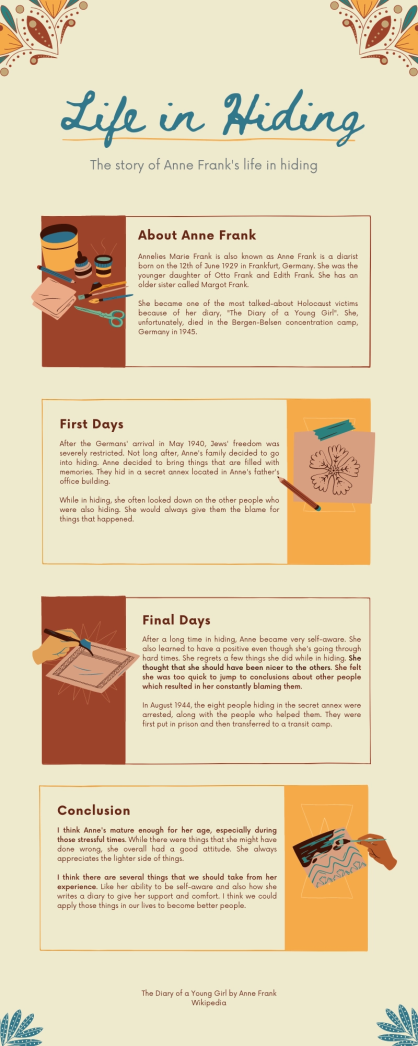 Life in Hiding
The story of Anne Frank's life in hiding
About Anne Frank
Annelies Marie Frank is also known as Anne Frank is a diarist
born on the 12th of June 1929 in Frankfurt, Germany. She was the
younger daughter of Otto Frank and Edith Frank. She has an
older sister called Margot Frank.
She became one of the most talked-about Holocaust victims
because of her diary, "The Diary of a Young Girl". She,
unfortunately, died in the Bergen-Belsen concentration camp,
Germany in 1945.
First Days
After the Germans' arrival in May 1940, Jews' freedom was
severely restricted. Not long after, Anne's family decided to go
into hiding. Anne decided to bring things that are filled with
memories. They hid in a secret annex located in Anne's father's
office building.
While in hiding, she often looked down on the other people who
were also hiding. She would always give them the blame for
things that happened.
Final Days
After a long time in hiding, Anne became very self-aware. She
also learned to have a positive even though she's going through
hard times. She regrets a few things she did while in hiding. She
thought that she should have been nicer to the others. She felt
she was too quick to jump to conclusions about other people
which resulted in her constantly blaming them.
In August 1944, the eight people hiding in the secret annex were
arrested, along with the people who helped them. They were
first put in prison and then transferred to a transit camp.
Conclusion
I think Anne's mature enough for her age, especially during
those stressful times. While there were things that she might have
done wrong, she overall had a good attitude. She always
appreciates the lighter side of things.
I think there are several things that we should take from her
experience. Like her ability to be self-aware and also how she
writes a diary to give her support and comfort. I think we could
apply those things in our lives to become better people.
The Diary of a Young Girl by Anne Frank
Wikipedia